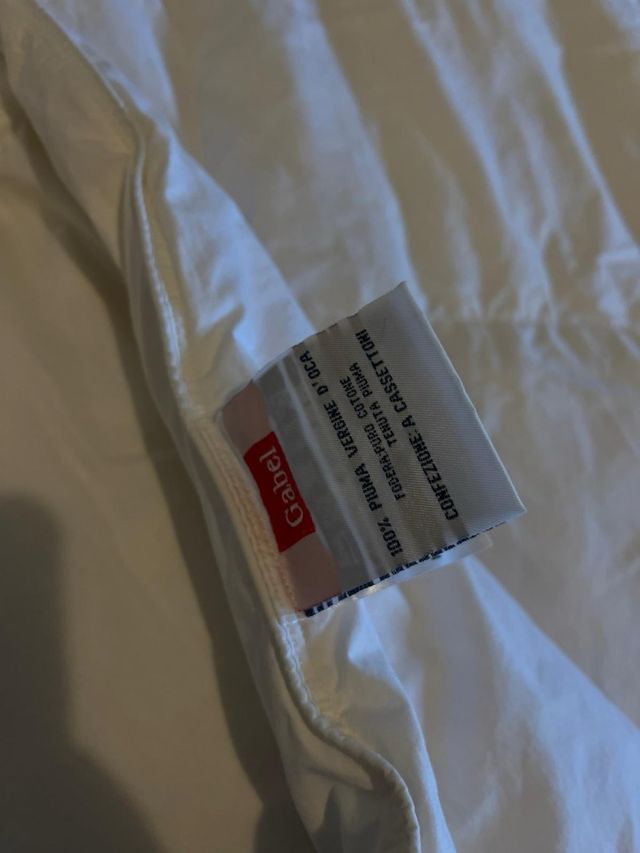 Gabel
100% PIUMA VERGINE D'OCA
FODERA:PURO COTONE
TENUTA PIUMA
CONFEZIONE:A CASSETTONI